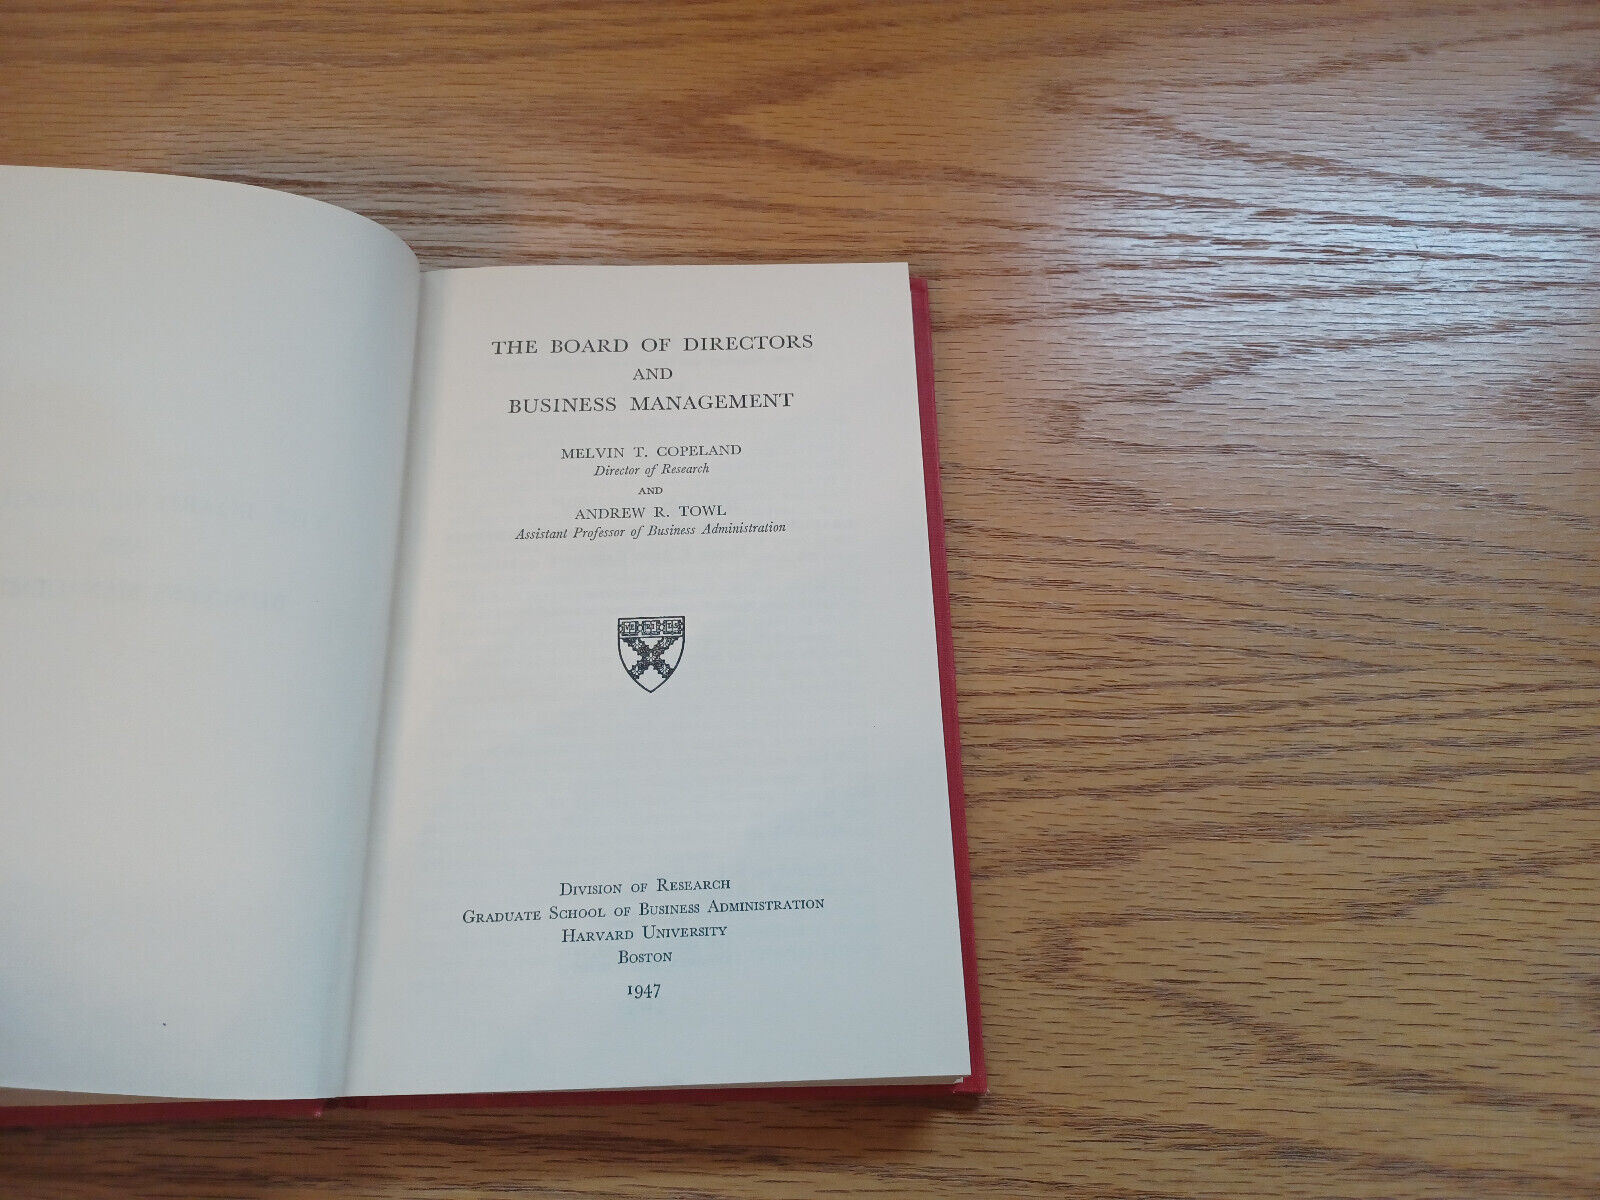 THE BOARD OF DIRECTORS
AND
BUSINESS MANAGEMENT
MELVIN T. COPELAND
Director of Research
AND
ANDREW R. TOWL
Assistant Professor of Business Administration
DIVISION OF RESEARCH
GRADUATE SCHOOL OF BUSINESS ADMINISTRATION
HARVARD UNIVERSITY
BOSTON
1947